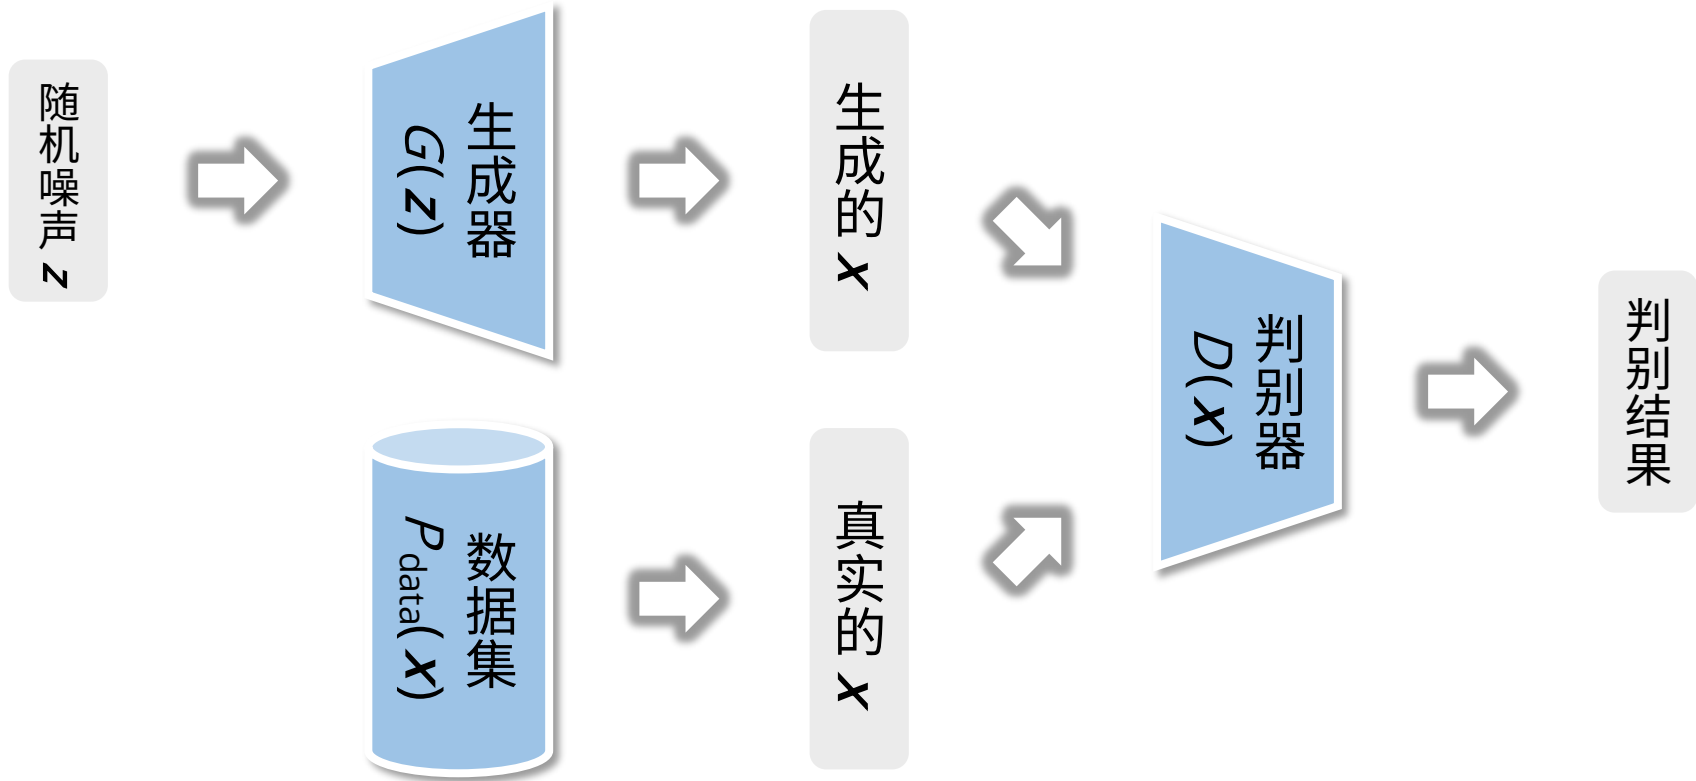 随机噪声 z
生成器
G(z)
生成的 x
数据集
Pdata(x)
真实的 x
判别器
D(x)
判别结果